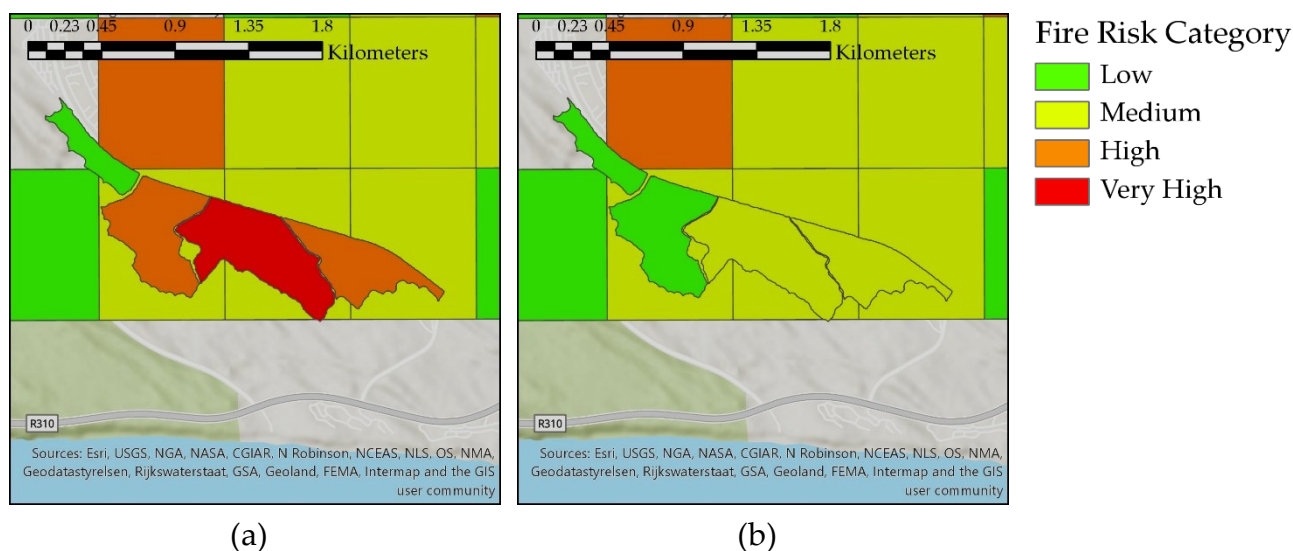 0 0.23 0.45 0.9 1.35 1.8
Kilometers
R310
Sources: Esri, USGS, NGA, NASA, CGIAR, N Robinson, NCEAS, NLS, OS, NMA,
Geodatastyrelsen, Rijkswaterstaat, GSA, Geoland, FEMA, Intermap and the GIS
user community
(a)
0 0.23 0.45 0.9 1.35 1.8
Kilometers
R310
Sources: Esri, USGS, NGA, NASA, CGIAR, N Robinson, NCEAS, NLS, OS, NMA,
Geodatastyrelsen, Rijkswaterstaat, GSA, Geoland, FEMA, Intermap and the GIS
user community
(b)
Fire Risk Category
Low
Medium
High
Very High